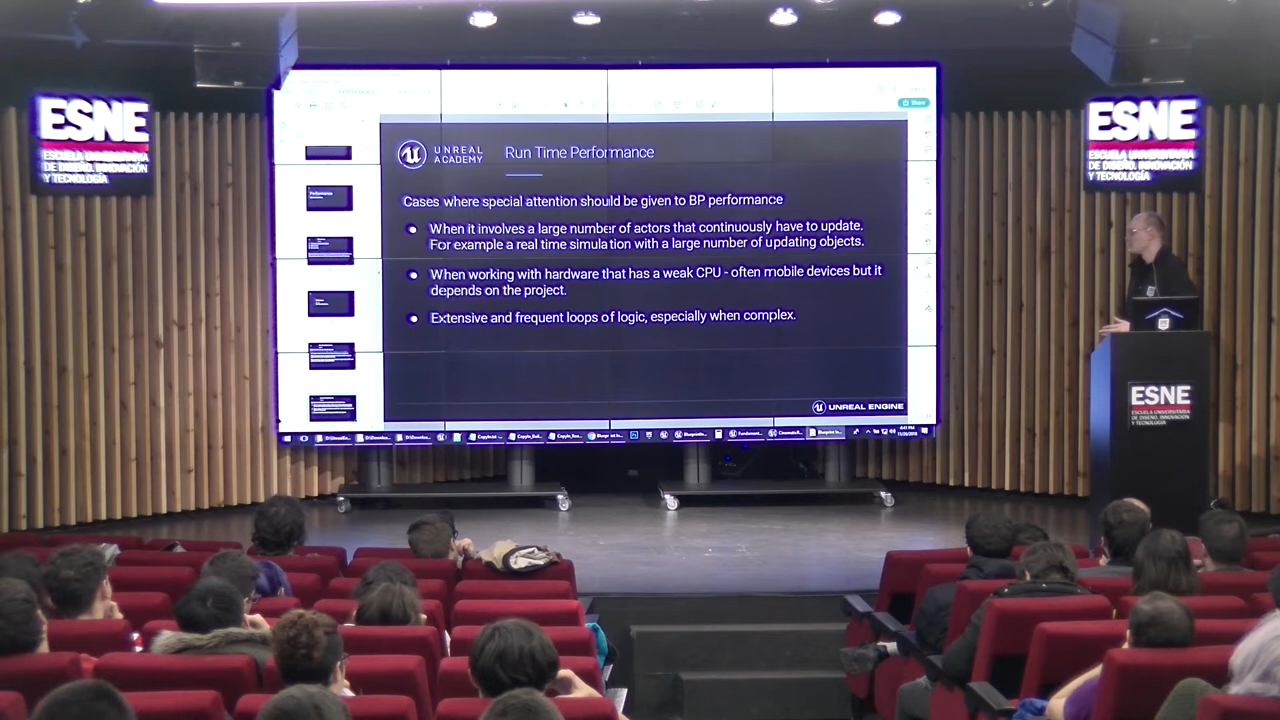 ESNE
ESCUELA UNIVERSITARIA
DE DISEÑO, INNOVACIÓN
Y TECNOLOGÍA
Share
UNREAL
ACADEMY
Run Time Performance
Cases where special attention should be given to BP performance
When it involves a large number of actors that continuously have to update.
For example a real time simulation with a large number of updating objects.
When working with hardware that has a weak CPU - often mobile devices but it
depends on the project.
Extensive and frequent loops of logic, especially when complex.
UNREAL ENGINE
4:41 PM
ESNE
ESCUELA UNIVERSITARIA
DE DISEÑO, INNOVACIÓN
Y TECNOLOGÍA
ESNE
ESCUELA UNIVERSITARIA
DE DISEÑO, INNOVACIÓN
Y TECNOLOGÍA